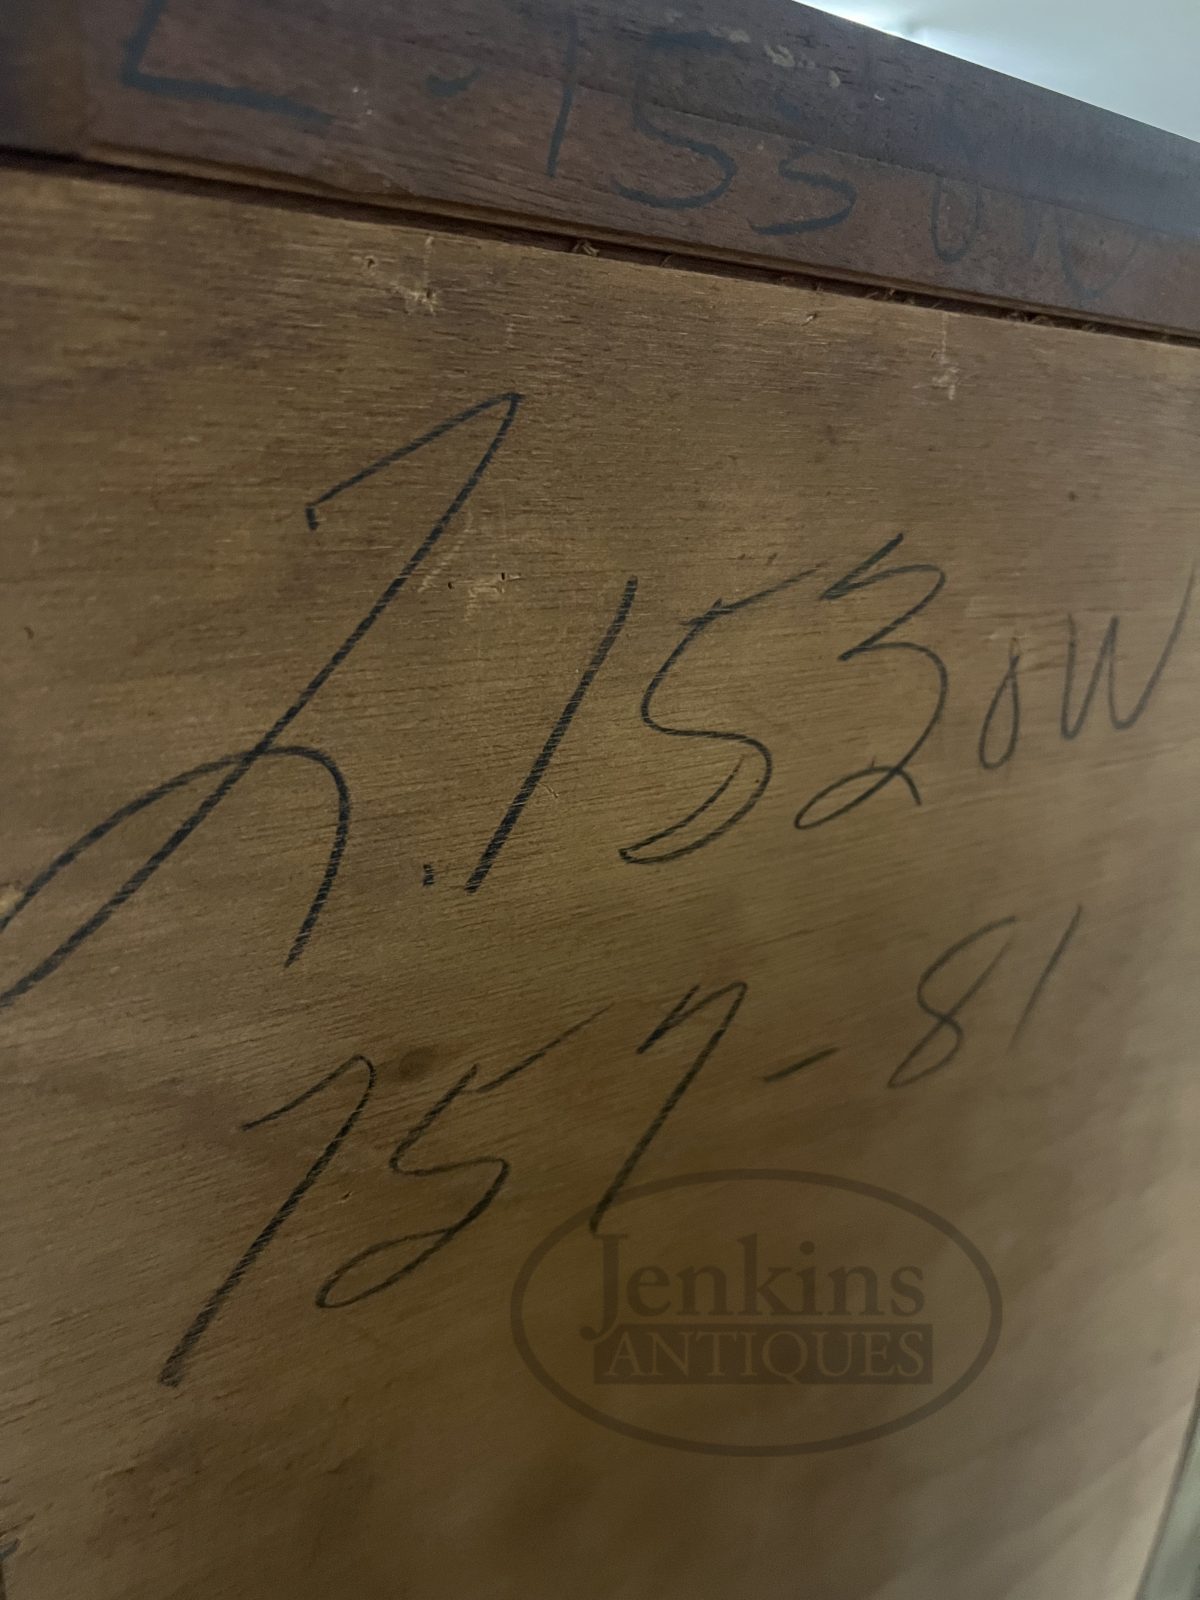 L.1530W
L.1530W
757-81
Jenkins
ANTIQUES